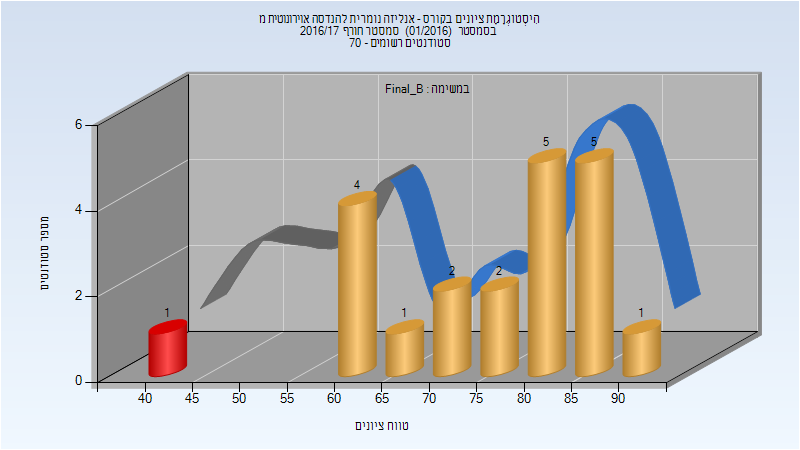 היסטוגרמת ציונים בקורס - אנליזה נומרית להנדסה אוירונוטית מ
בסמסטר (01/2016) סמסטר חורף 2016/17
סטודנטים רשומים - 70
במשימה : Final_B
מספר סטודנטים
6
4
2
0
1
4
1
2
2
5
5
1
40 45 50 55 60 65 70 75 80 85 90
טווח ציונים